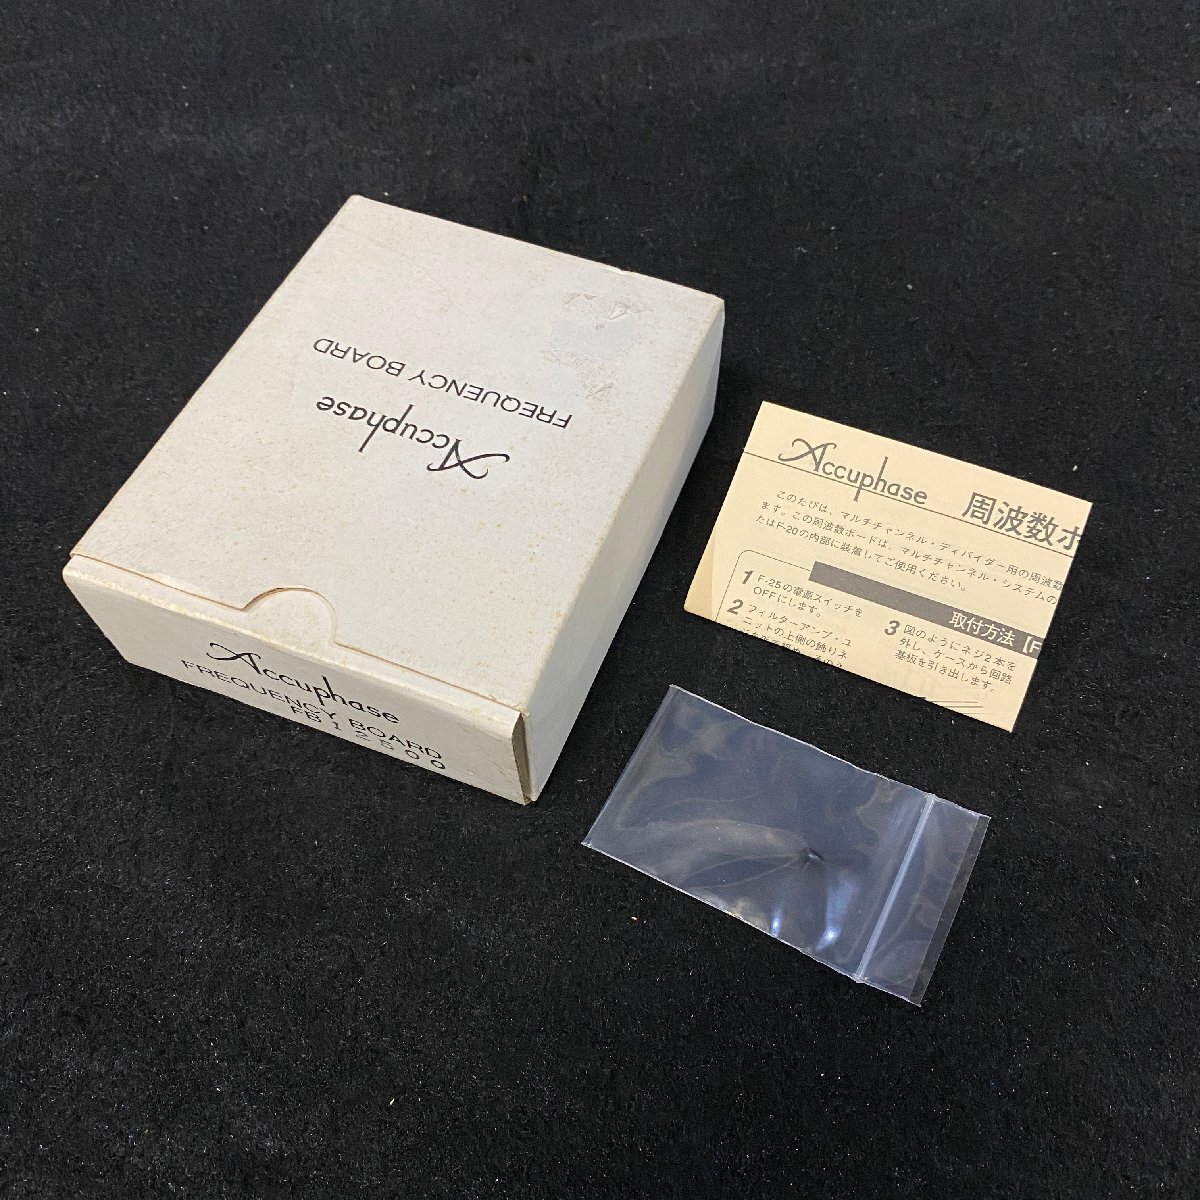 Accuphase
FREQUENCY BOARD
Accuphase
FREQUENCY BOARD
FB12500
Accuphase 周波数ボ
このたびは、マルチチャンネル・ディバイダー用の周波数
ます。この周波数ボードは、マルチチャンネル・システムの
たはF-20の内部に装着してご使用ください。
取付方法【F
1 F-25の電源スイッチを
OFFにします。
2 フィルターアンプ・ユ
ニットの上側の飾りネ
3 図のようにネジ2本を
外し、ケースから回路
基板を引き出します。